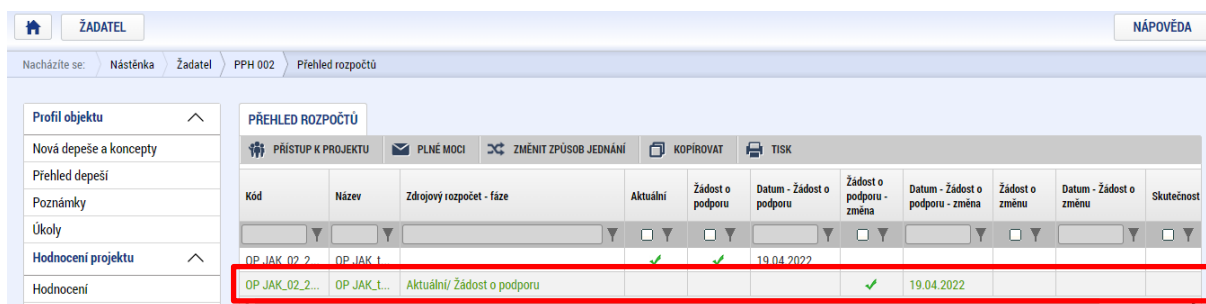 ŽADATEL
NÁPOVĚDA
Nacházíte se: Nástěnka Žadatel PPH 002 Přehled rozpočtů
Profil objektu
Nová depeše a koncepty
Přehled depeší
Poznámky
Úkoly
Hodnocení projektu
Hodnocení
PŘEHLED ROZPOČTŮ
PŘÍSTUP K PROJEKTU PLNÉ MOCI ZMĚNIT ZPŮSOB JEDNÁNÍ KOPÍROVAT TISK
Kód Název Zdrojový rozpočet - fáze Aktuální Žádost o podporu Datum - Žádost o podporu Žádost o podporu - změna Datum - Žádost o podporu - změna Žádost o změnu Datum - Žádost o změnu Skutečnost
OP JAK_02_2 OP JAK_t 19.04.2022
OP JAK_02_2... OP JAK_t... Aktuální/ Žádost o podporu 19.04.2022